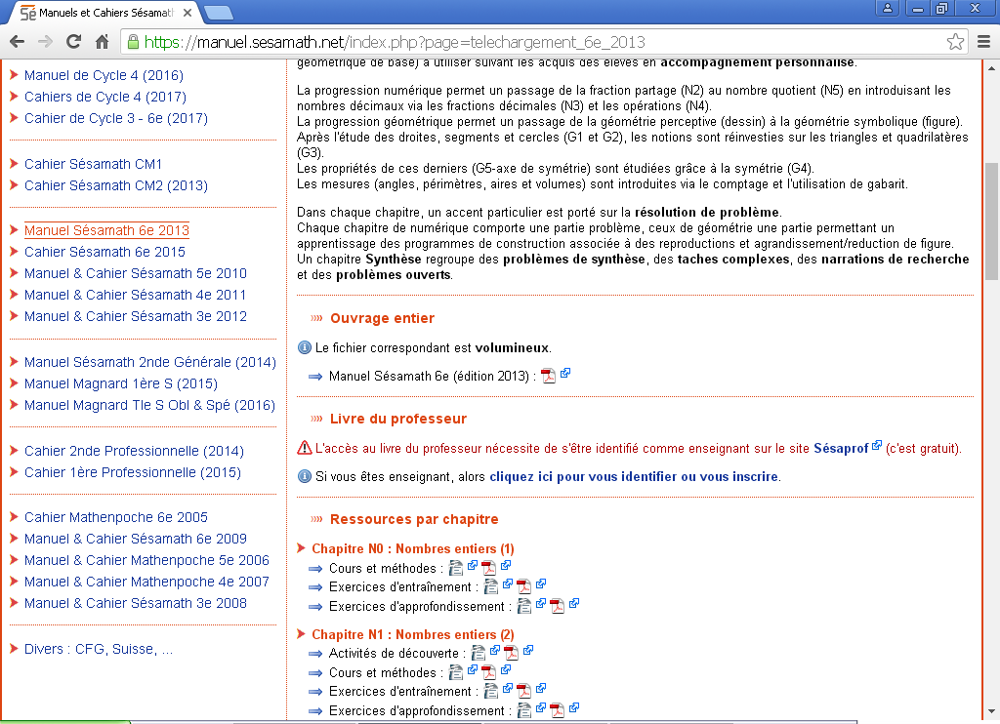 Manuels et Cahiers Sésamath
https://manuel.sesamath.net/index.php?page=telechargement_6e_2013
Manuel de Cycle 4 (2016)
Cahiers de Cycle 4 (2017)
Cahier de Cycle 3 - 6e (2017)
Cahier Sésamath CM1
Cahier Sésamath CM2 (2013)
Manuel Sésamath 6e 2013
Cahier Sésamath 6e 2015
Manuel & Cahier Sésamath 5e 2010
Manuel & Cahier Sésamath 4e 2011
Manuel & Cahier Sésamath 3e 2012
Manuel Sésamath 2nde Générale (2014)
Manuel Magnard 1ère S (2015)
Manuel Magnard Tle S Obl & Spé (2016)
Cahier 2nde Professionnelle (2014)
Cahier 1ère Professionnelle (2015)
Cahier Mathenpoche 6e 2005
Manuel & Cahier Sésamath 6e 2009
Manuel & Cahier Mathenpoche 5e 2006
Manuel & Cahier Mathenpoche 4e 2007
Manuel & Cahier Sésamath 3e 2008
Divers : CFG, Suisse, ...
géométrique de base) à utiliser suivant les acquis des élèves en accompagnement personnalisé.
La progression numérique permet un passage de la fraction partage (N2) au nombre quotient (N5) en introduisant les
nombres décimaux via les fractions décimales (N3) et les opérations (N4).
La progression géométrique permet un passage de la géométrie perceptive (dessin) à la géométrie symbolique (figure).
Après l'étude des droites, segments et cercles (G1 et G2), les notions sont réinvesties sur les triangles et quadrilatères
(G3).
Les propriétés de ces derniers (G5-axe de symétrie) sont étudiées grâce à la symétrie (G4).
Les mesures (angles, périmètres, aires et volumes) sont introduites via le comptage et l'utilisation de gabarit.
Dans chaque chapitre, un accent particulier est porté sur la résolution de problème.
Chaque chapitre de numérique comporte une partie problème, ceux de géométrie une partie permettant un
apprentissage des programmes de construction associée à des reproductions et agrandissement/reduction de figure.
Un chapitre Synthèse regroupe des problèmes de synthèse, des taches complexes, des narrations de recherche
et des problèmes ouverts.
Ouvrage entier
Le fichier correspondant est volumineux.
Manuel Sésamath 6e (édition 2013) :
Livre du professeur
L'accès au livre du professeur nécessite de s'être identifié comme enseignant sur le site Sésaprof (c'est gratuit).
Si vous êtes enseignant, alors cliquez ici pour vous identifier ou vous inscrire.
Ressources par chapitre
Chapitre N0 : Nombres entiers (1)
Cours et méthodes :
Exercices d'entraînement :
Exercices d'approfondissement :
Chapitre N1 : Nombres entiers (2)
Activités de découverte :
Cours et méthodes :
Exercices d'entraînement :
Exercices d'approfondissement :